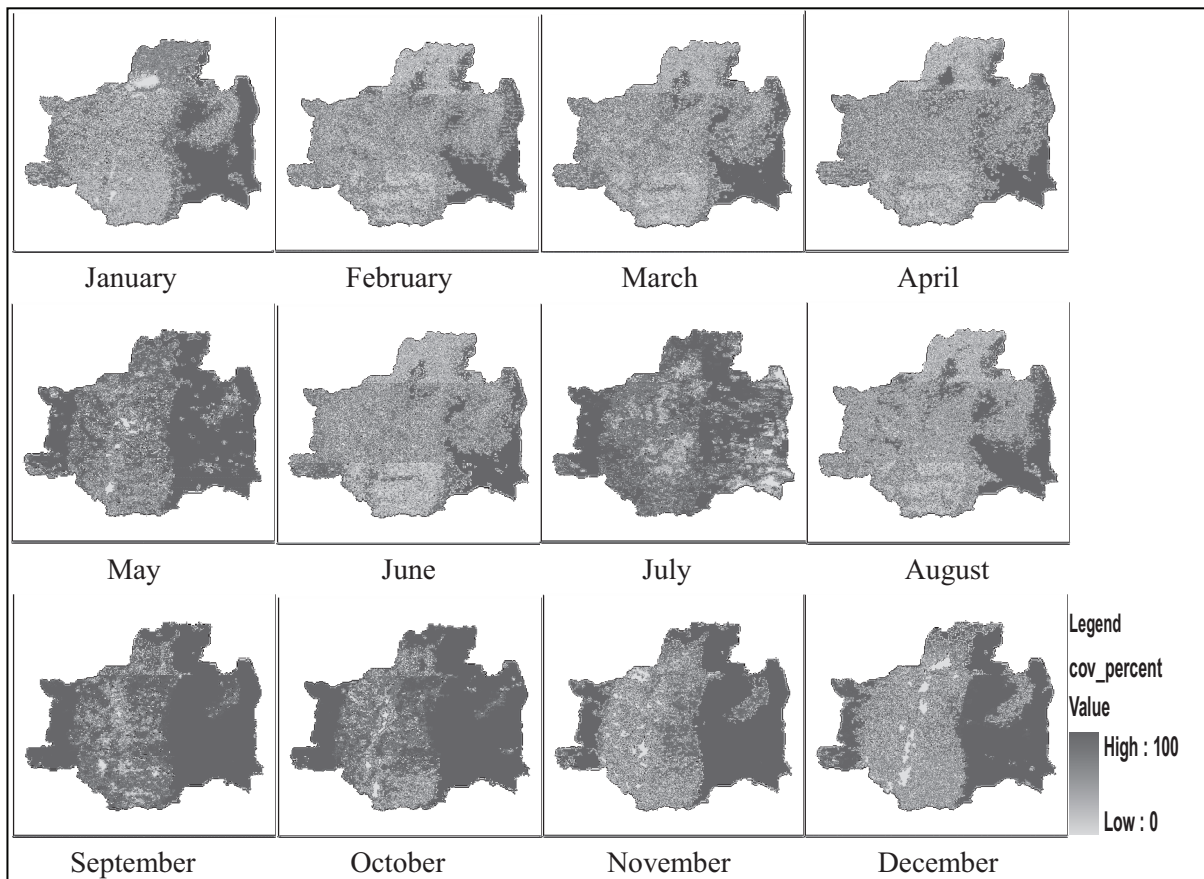 January February March April
May June July August
Legend
cov_percent
Value
High : 100
Low : 0
September October November December